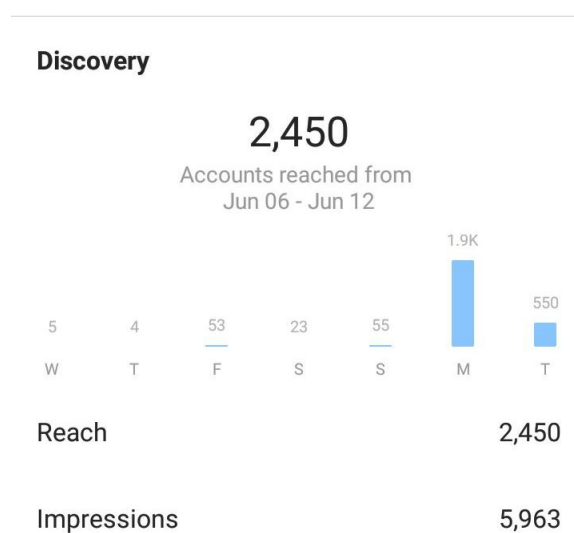 Discovery
2,450
Accounts reached from
Jun 06 - Jun 12
1.9K
550
5 4 53 23 55
W T F S S M T
Reach 2,450
Impressions 5,963